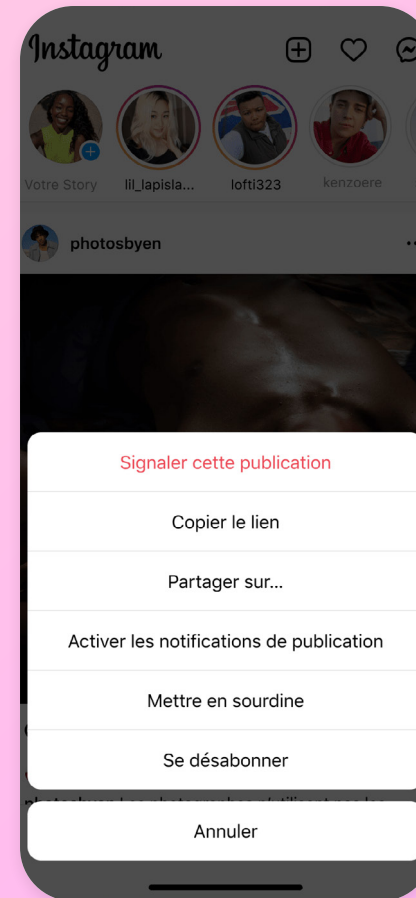 Instagram
Votre Story
lil_lapisla...
lofti323
kenzoere
photosbyen
Signaler cette publication
Copier le lien
Partager sur...
Activer les notifications de publication
Mettre en sourdine
Se désabonner
Annuler